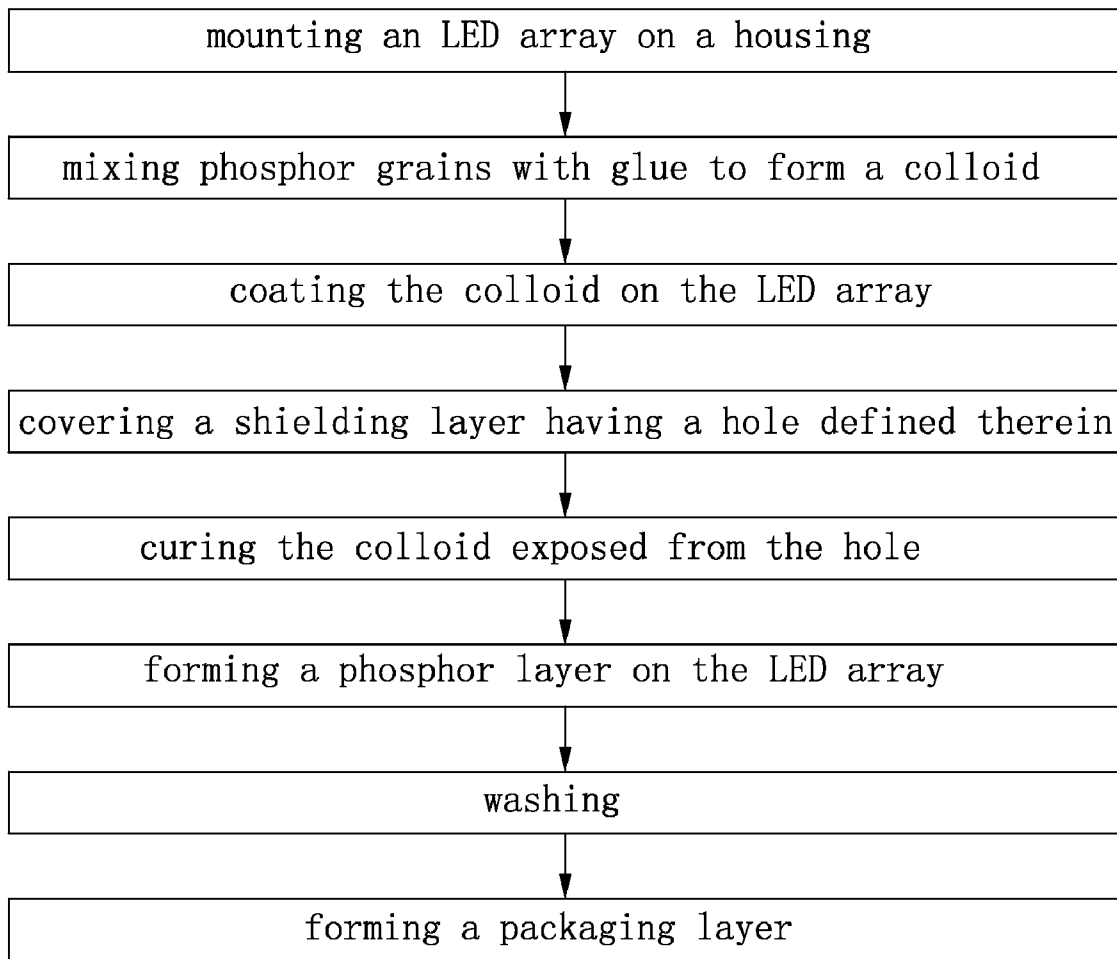 mounting an LED array on a housing
mixing phosphor grains with glue to form a colloid
coating the colloid on the LED array
covering a shielding layer having a hole defined therein
curing the colloid exposed from the hole
forming a phosphor layer on the LED array
washing
forming a packaging layer